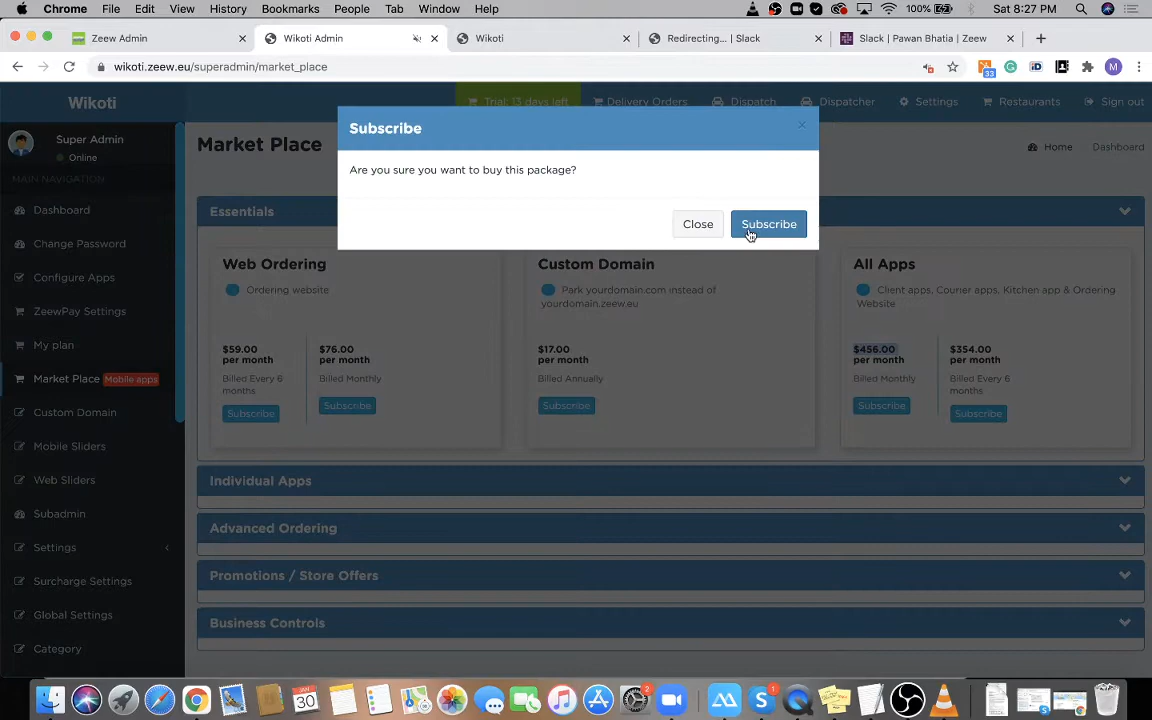 Chrome File Edit View History Bookmarks People Tab Window Help 100% Sat 8:27 PM
Zeew Admin Wikoti Admin Wikoti Redirecting... | Slack Slack | Pawan Bhatia | Zeew
wikoti.zeew.eu/superadmin/market_place 33 iD M
Wikoti Trial: 13 days left Delivery Orders Dispatch Dispatcher Settings Restaurants Sign out
Super Admin
Online
MAIN NAVIGATION
Dashboard
Change Password
Configure Apps
ZeewPay Settings
My plan
Market Place Mobile apps
Custom Domain
Mobile Sliders
Web Sliders
Subadmin
Settings
Surcharge Settings
Global Settings
Category
Market Place
Home Dashboard
Subscribe ×
Are you sure you want to buy this package?
Close Subscribe
Essentials
Web Ordering
Ordering website
$59.00
per month
Billed Every 6
months
Subscribe
$76.00
per month
Billed Monthly
Subscribe
Custom Domain
Park yourdomain.com instead of
yourdomain.zeew.eu
$17.00
per month
Billed Annually
Subscribe
All Apps
Client apps, Courier apps, Kitchen app & Ordering
Website
$456.00
per month
Billed Monthly
Subscribe
$354.00
per month
Billed Every 6
months
Subscribe
Individual Apps
Advanced Ordering
Promotions / Store Offers
Business Controls
JAN
30
2
1